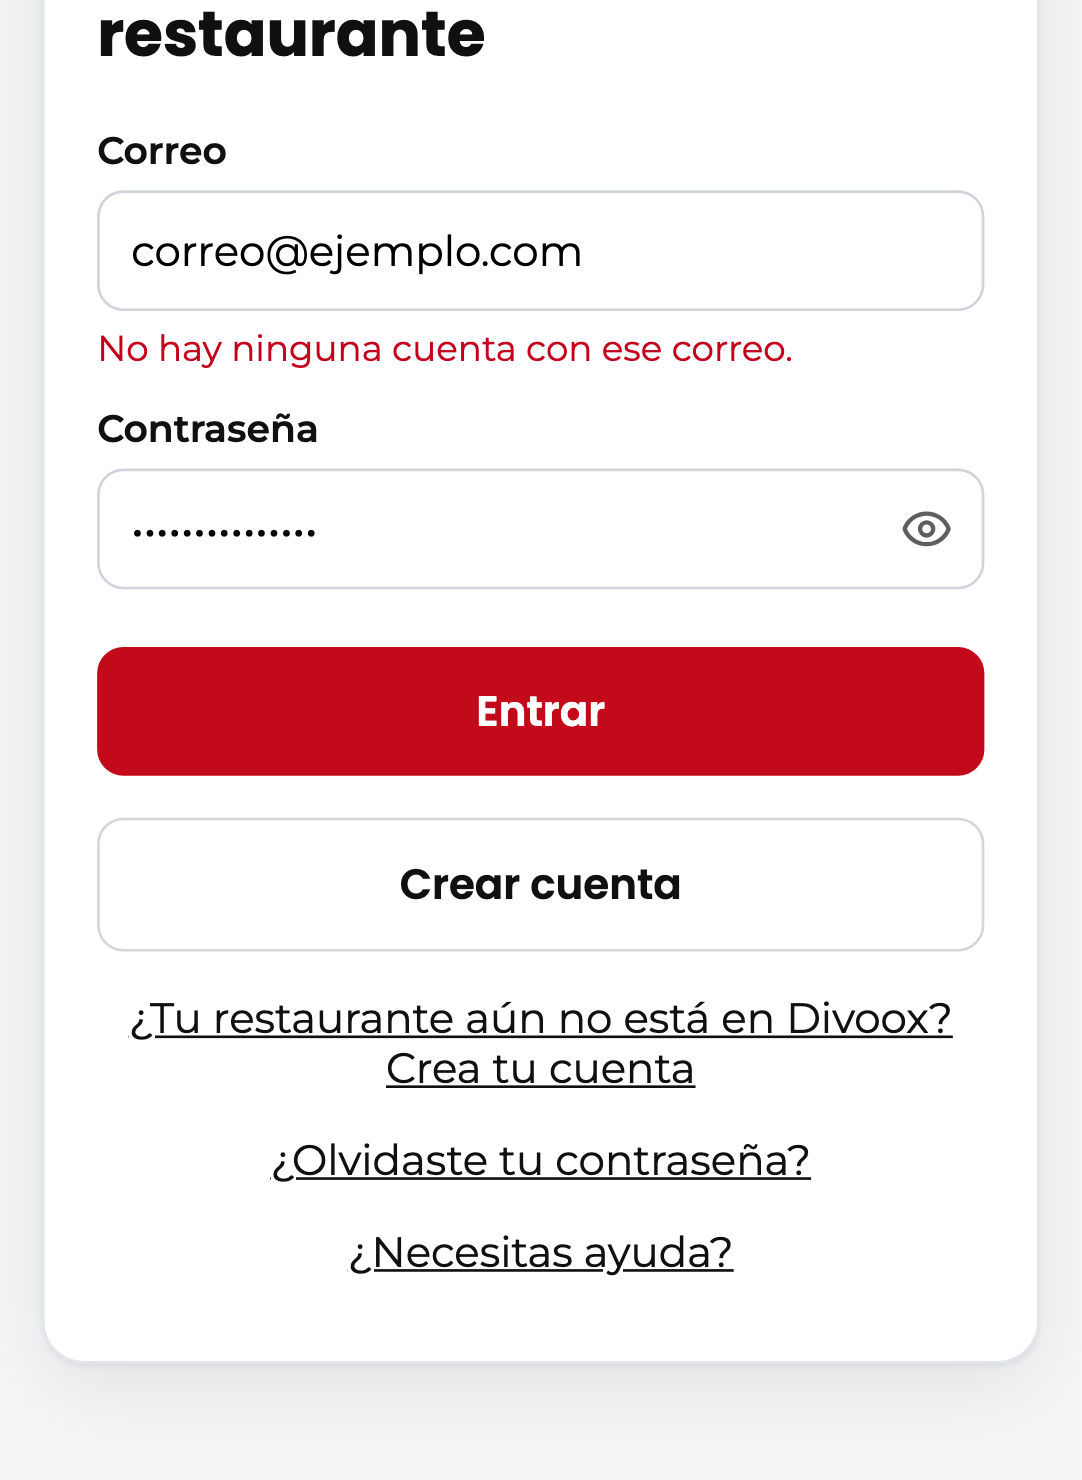 restaurante
Correo
correo@ejemplo.com
No hay ninguna cuenta con ese correo.
Contraseña
Entrar
Crear cuenta
¿Tu restaurante aún no está en Divoox?
Crea tu cuenta
¿Olvidaste tu contraseña?
¿Necesitas ayuda?